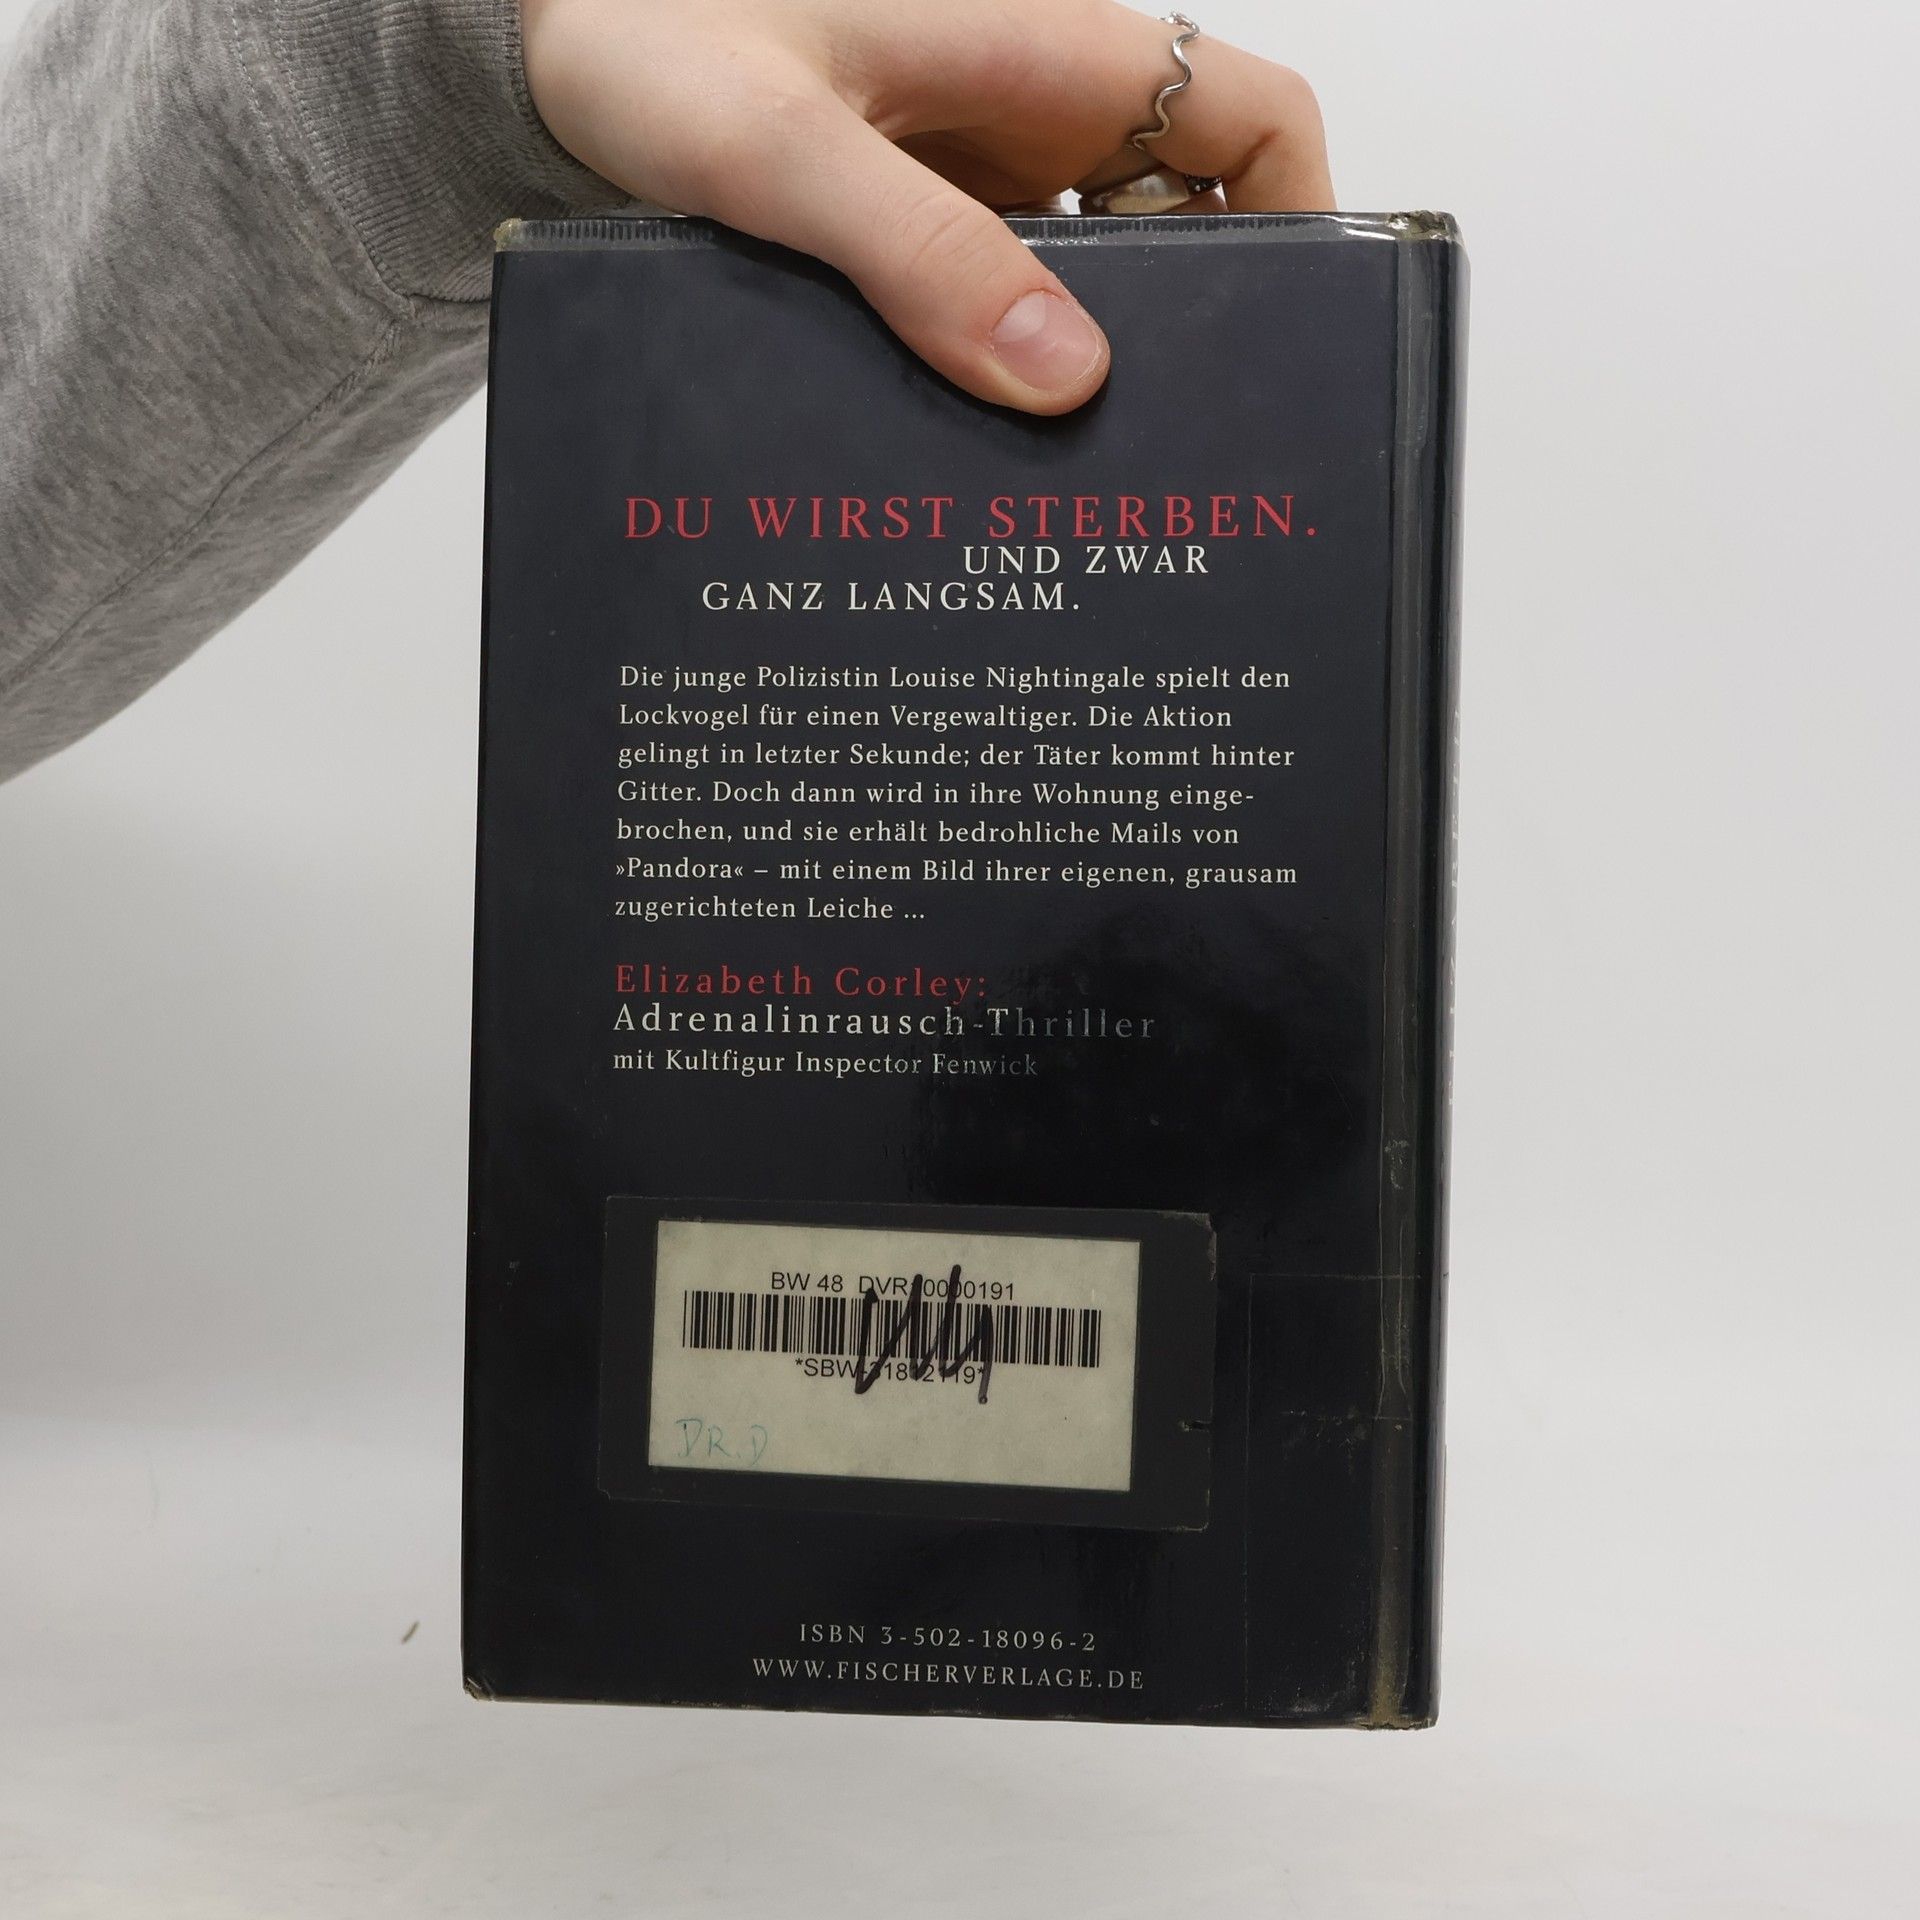 DU WIRST STERBEN.
UND ZWAR
GANZ LANGSAM.
Die junge Polizistin Louise Nightingale spielt den
Lockvogel für einen Vergewaltiger. Die Aktion
gelingt in letzter Sekunde; der Täter kommt hinter
Gitter. Doch dann wird in ihre Wohnung einge-
brochen, und sie erhält bedrohliche Mails von
»Pandora« – mit einem Bild ihrer eigenen, grausam
zugerichteten Leiche ...
Elizabeth Corley:
Adrenalinrausch-Thriller
mit Kultfigur Inspector Fenwick
BW 48
DR.D
ISBN 3-502-18096-2
WWW.FISCHERVERLAGE.DE